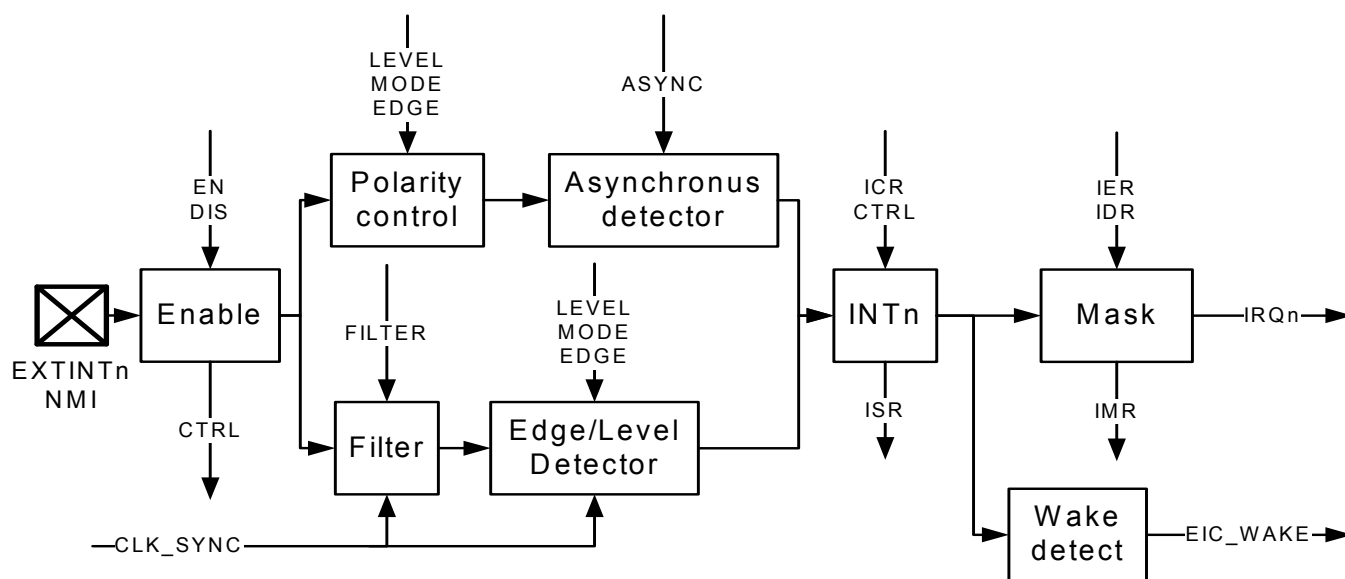 LEVEL
MODE
EDGE
ASYNC
EN
DIS
Polarity
control
Asynchronus
detector
ICR
CTRL
IER
IDR
EXTINTn
NMI
Enable
CTRL
FILTER
LEVEL
MODE
EDGE
INTn
Mask
IRQn
ISR
IMR
Filter
Edge/Level
Detector
CLK_SYNC
Wake
detect
EIC_WAKE